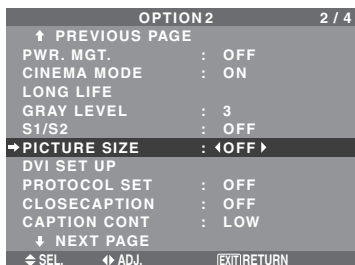 OPTION2 2 / 4
↑ PREVIOUS PAGE
PWR. MGT. : OFF
CINEMA MODE : ON
LONG LIFE
GRAY LEVEL : 3
S1/S2 : OFF
→ PICTURE SIZE : ◀ OFF ▶
DVI SET UP
PROTOCOL SET : OFF
CLOSECAPTION : OFF
CAPTION CONT : LOW
↓ NEXT PAGE
◆ SEL. ◀▶ ADJ. EXIT RETURN